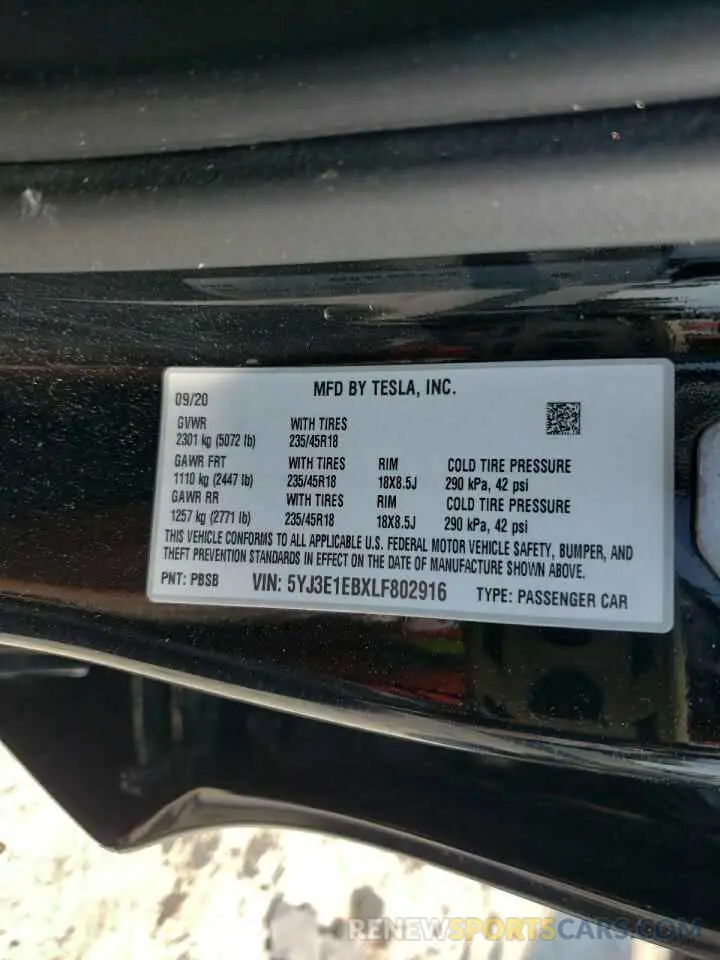 MFD BY TESLA, INC.
09/20
GVWR WITH TIRES
2301 kg (5072 lb) 235/45R18
GAWR FRT WITH TIRES RIM COLD TIRE PRESSURE
1110 kg (2447 lb) 235/45R18 18X8.5J 290 kPa, 42 psi
GAWR RR WITH TIRES RIM COLD TIRE PRESSURE
1257 kg (2771 lb) 235/45R18 18X8.5J 290 kPa, 42 psi
THIS VEHICLE CONFORMS TO ALL APPLICABLE U.S. FEDERAL MOTOR VEHICLE SAFETY, BUMPER, AND
THEFT PREVENTION STANDARDS IN EFFECT ON THE DATE OF MANUFACTURE SHOWN ABOVE.
PNT: PBSB VIN: 5YJ3E1EBXLF802916 TYPE: PASSENGER CAR
RENEWSPORTSCARS.COM